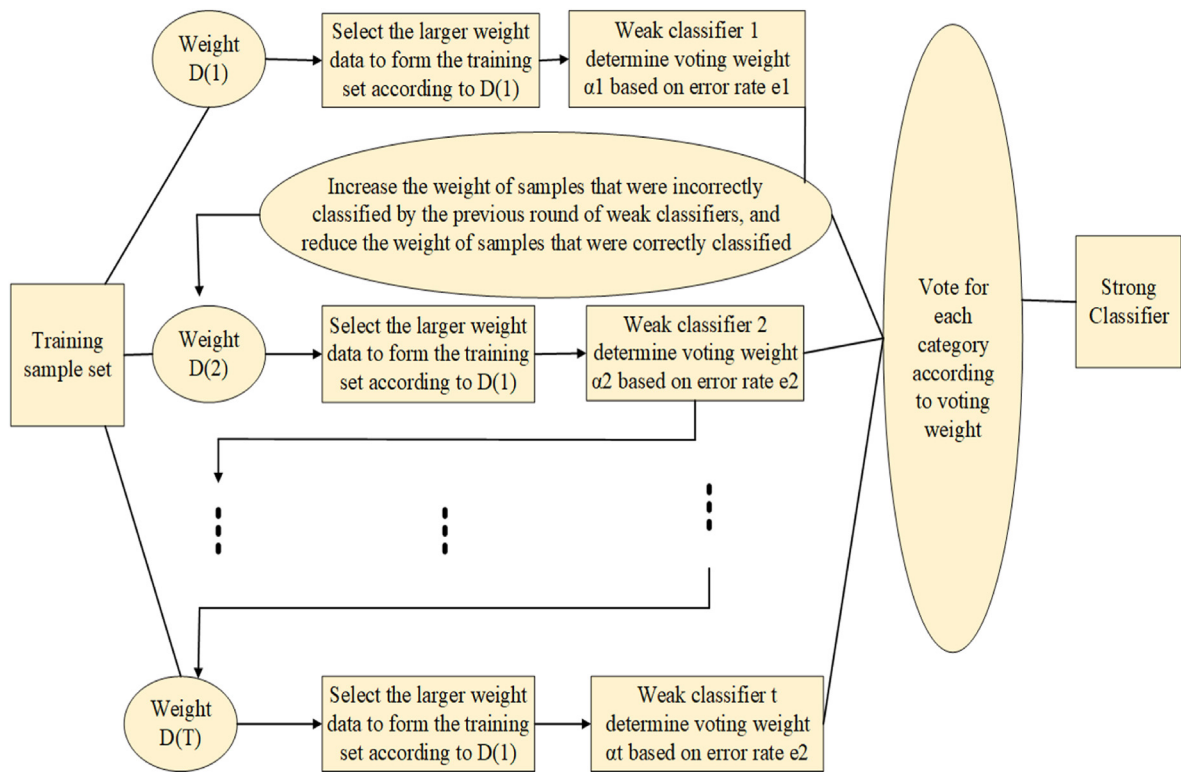 Weight
D(1)
Select the larger weight
data to form the training
set according to D(1)
Weak classifier 1
determine voting weight
α1 based on error rate e1
Increase the weight of samples that were incorrectly
classified by the previous round of weak classifiers, and
reduce the weight of samples that were correctly classified
Training
sample set
Weight
D(2)
Select the larger weight
data to form the training
set according to D(1)
Weak classifier 2
determine voting weight
α2 based on error rate e2
Vote for
each
category
according
to voting
weight
Strong
Classifier
Weight
D(T)
Select the larger weight
data to form the training
set according to D(1)
Weak classifier t
determine voting weight
αt based on error rate e2